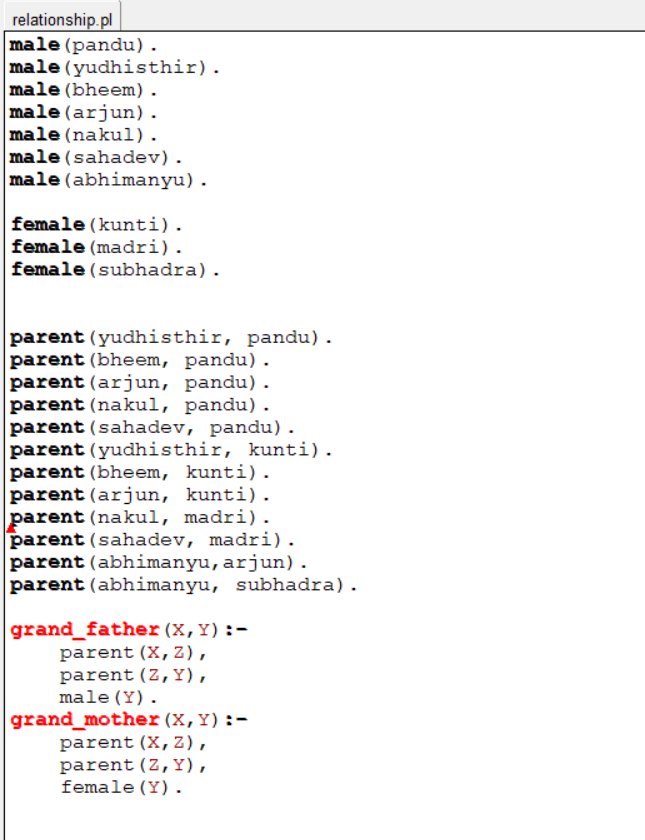 relationship.pl
male(pandu).
male(yudhisthir).
male(bheem).
male(arjun).
male(nakul).
male(sahadev).
male(abhimanyu).
female(kunti).
female(madri).
female(subhadra).
parent(yudhisthir, pandu).
parent(bheem, pandu).
parent(arjun, pandu).
parent(nakul, pandu).
parent(sahadev, pandu).
parent(yudhisthir, kunti).
parent(bheem, kunti).
parent(arjun, kunti).
parent(nakul, madri).
parent(sahadev, madri).
parent(abhimanyu,arjun).
parent(abhimanyu, subhadra).
grand_father(X,Y):-
    parent(X,Z),
    parent(Z,Y),
    male(Y).
grand_mother(X,Y):-
    parent(X,Z),
    parent(Z,Y),
    female(Y).